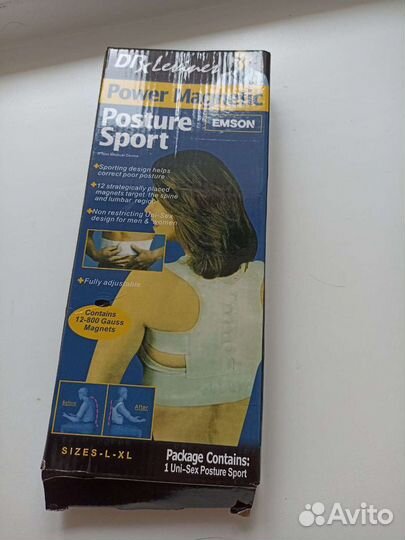 Power Magnetic
Posture
EMSON
Sport
Sporting design helps
correct poor posture
12 strategically placed
magnets target the spine
and lumbar region
Non restricting Uni-Sex
design for men & women
Fully adjustable
Contains
12-800 Gauss
Magnets
Before
After
SIZES-L-XL
Package Contains:
1 Uni-Sex Posture Sport
Avito